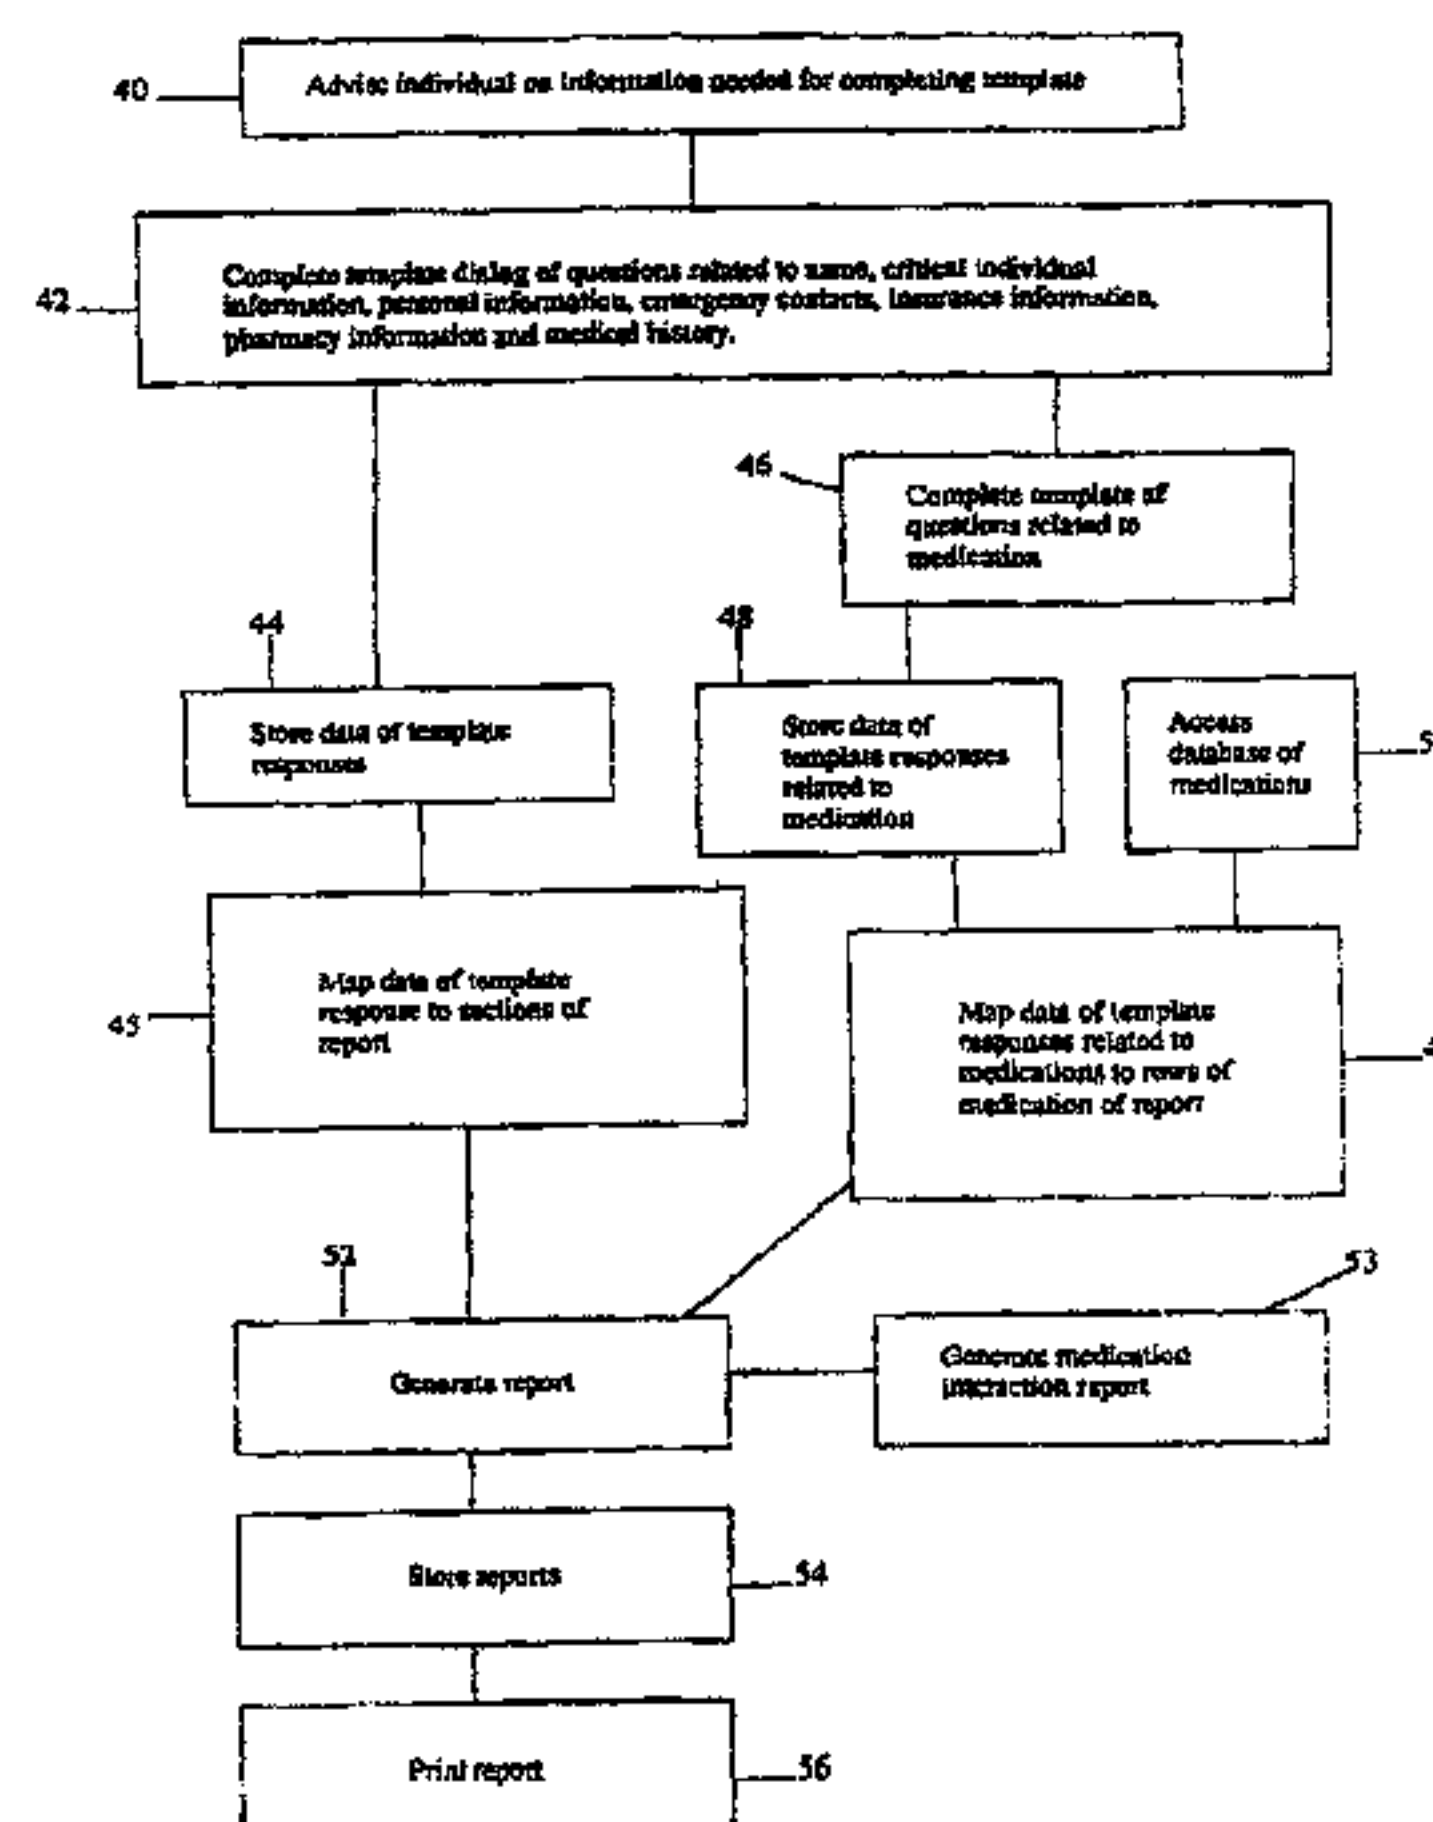 40
Advise individual on information needed for completing template
42
Complete template dialog of questions related to name, critical individual
information, personal information, emergency contacts, insurance information,
pharmacy information and medical history.
46
Complete template of
questions related to
medication
44
Store data of template
responses
48
Store data of
template responses
related to
medication
Access
database of
medications
5
45
Map data of template
response to sections of
report
Map data of template
responses related to
medications to rows of
medication of report
4
52
Generate report
53
Generate medication
interaction report
Store reports
54
Print report
56